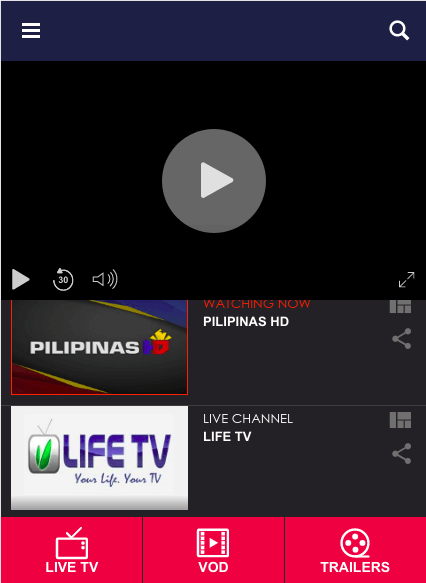 30
WATCHING NOW
PILIPINAS HD
PILIPINAS HD
LIVE CHANNEL
LIFE TV
LIFE TV
Your Life. Your TV
LIVE TV
VOD
TRAILERS